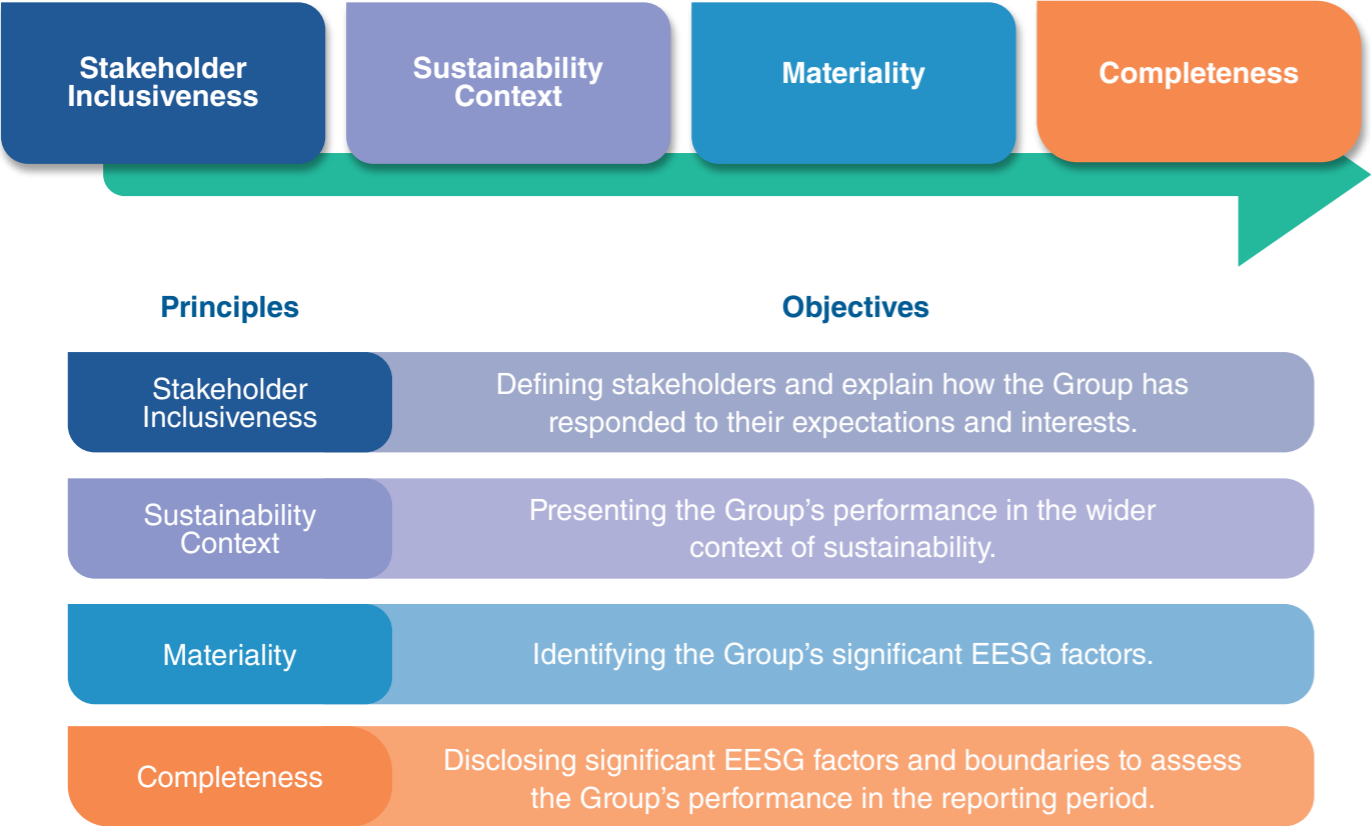 Stakeholder
Inclusiveness
Sustainability
Context
Materiality
Completeness
Principles
Objectives
Stakeholder
Inclusiveness
Defining stakeholders and explain how the Group has
responded to their expectations and interests.
Sustainability
Context
Presenting the Group's performance in the wider
context of sustainability.
Materiality
Identifying the Group's significant EESG factors.
Completeness
Disclosing significant EESG factors and boundaries to assess
the Group's performance in the reporting period.